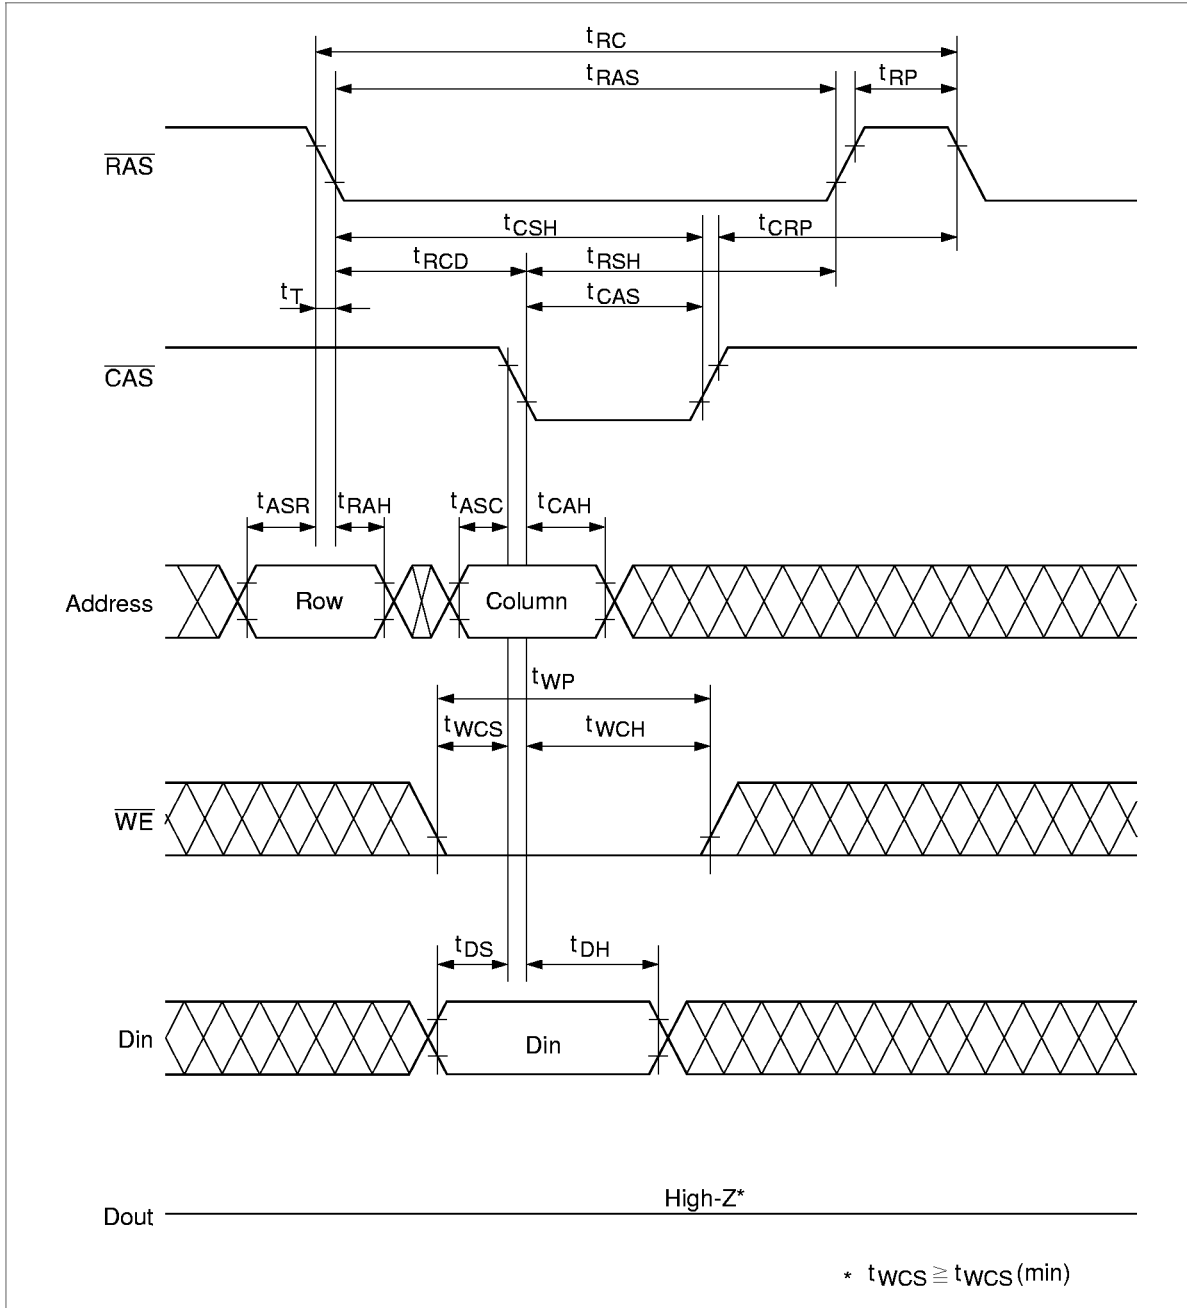 tRC
tRAS
tRP
RAS
tCSH
tCRP
tRCD
tRSH
tT
tCAS
CAS
tASR
tRAH
tASC
tCAH
Address
Row
Column
tWP
tWCS
tWCH
WE
tDS
tDH
Din
Din
High-Z*
Dout
* tWCS ≧ tWCS(min)